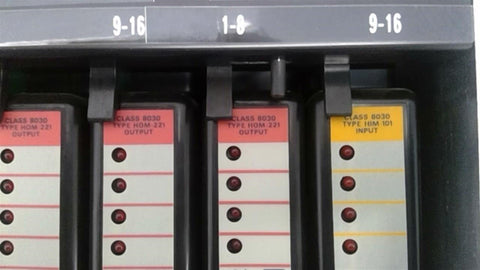 9-16 1-8 9-16
CLASS 8030
TYPE HOM-221
OUTPUT
CLASS 8030
TYPE HOM-221
OUTPUT
CLASS 8030
TYPE HOM-221
OUTPUT
CLASS 8030
TYPE HIM-101
INPUT